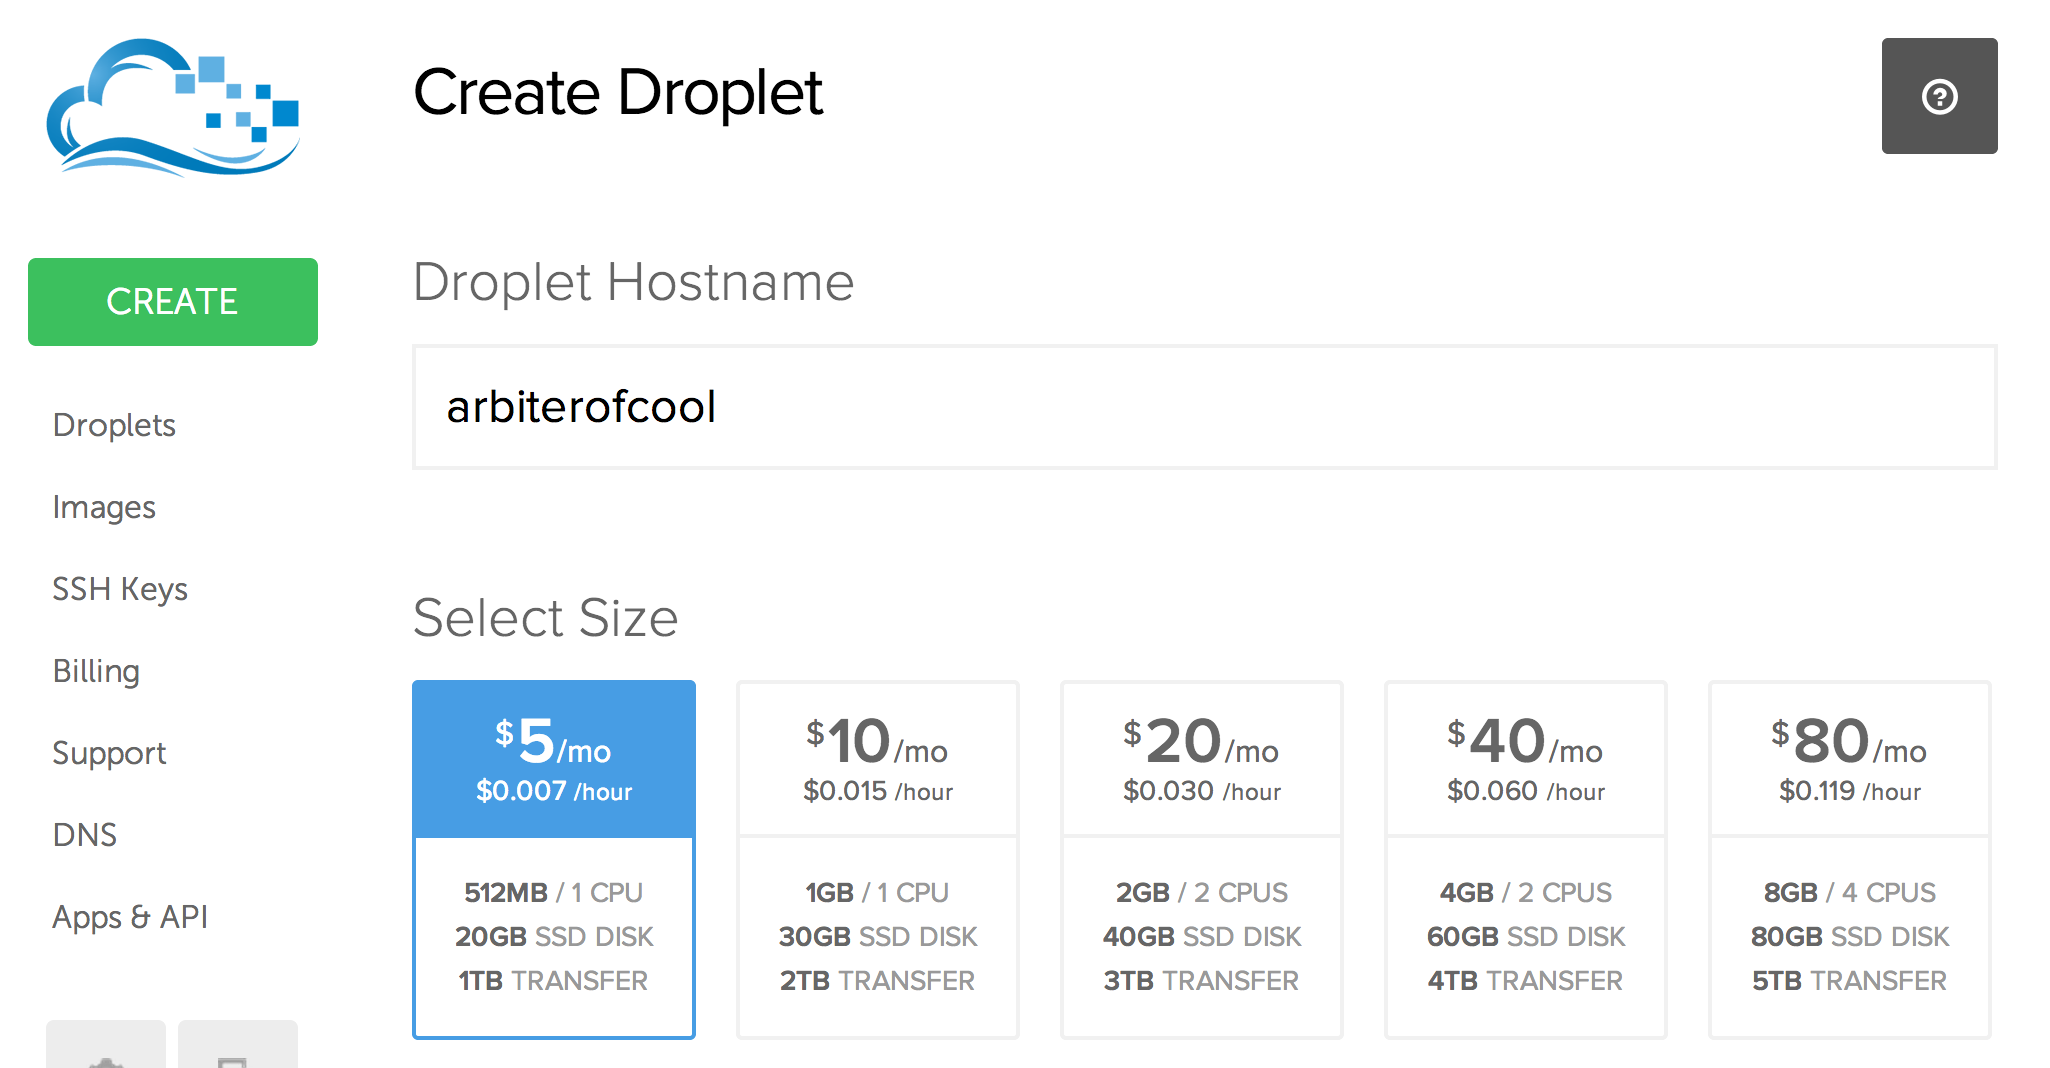 Create Droplet
?
CREATE
Droplets
Images
SSH Keys
Billing
Support
DNS
Apps & API
Droplet Hostname
arbiterofcool
Select Size
$5/mo
$0.007 /hour
512MB / 1 CPU
20GB SSD DISK
1TB TRANSFER
$10/mo
$0.015 /hour
1GB / 1 CPU
30GB SSD DISK
2TB TRANSFER
$20/mo
$0.030 /hour
2GB / 2 CPUS
40GB SSD DISK
3TB TRANSFER
$40/mo
$0.060 /hour
4GB / 2 CPUS
60GB SSD DISK
4TB TRANSFER
$80/mo
$0.119 /hour
8GB / 4 CPUS
80GB SSD DISK
5TB TRANSFER